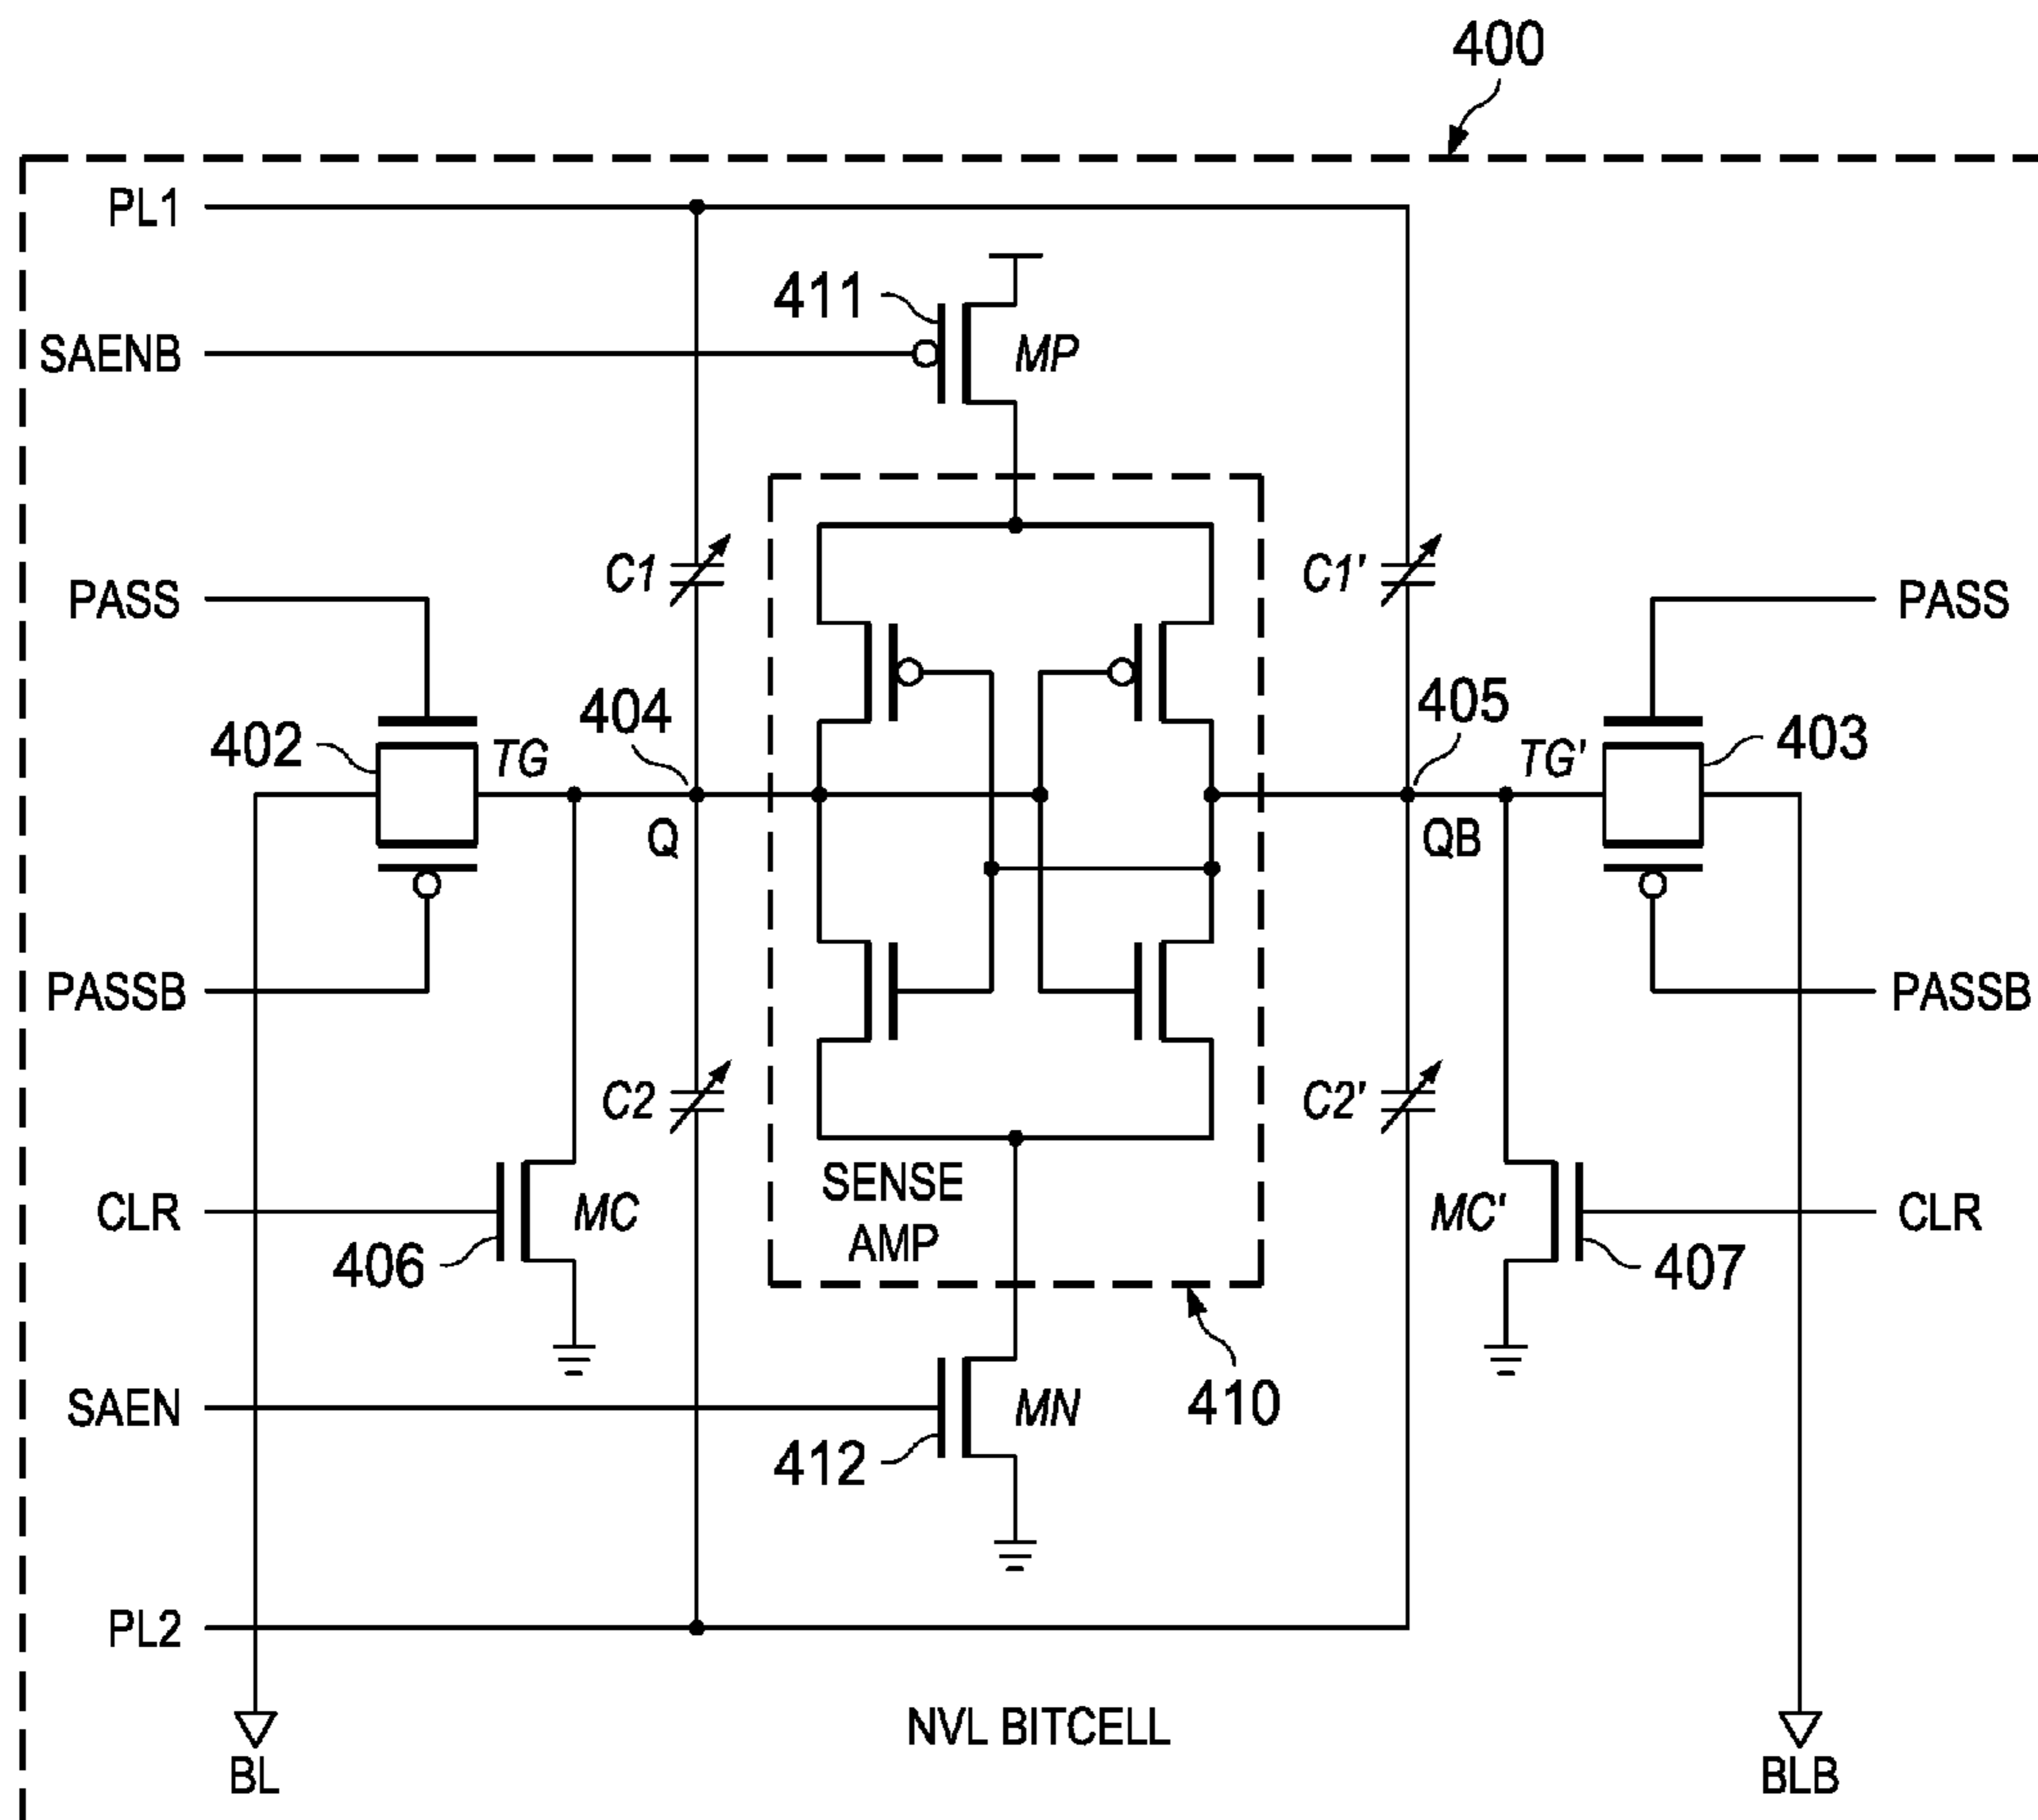 400
PL1
411
SAENB
MP
C1
C1'
PASS
PASS
404
405
402
TG
TG'
403
Q
QB
PASSB
PASSB
C2
C2'
SENSE
AMP
CLR
MC
MC'
CLR
406
407
SAEN
MN
410
412
PL2
NVL BITCELL
BL
BLB